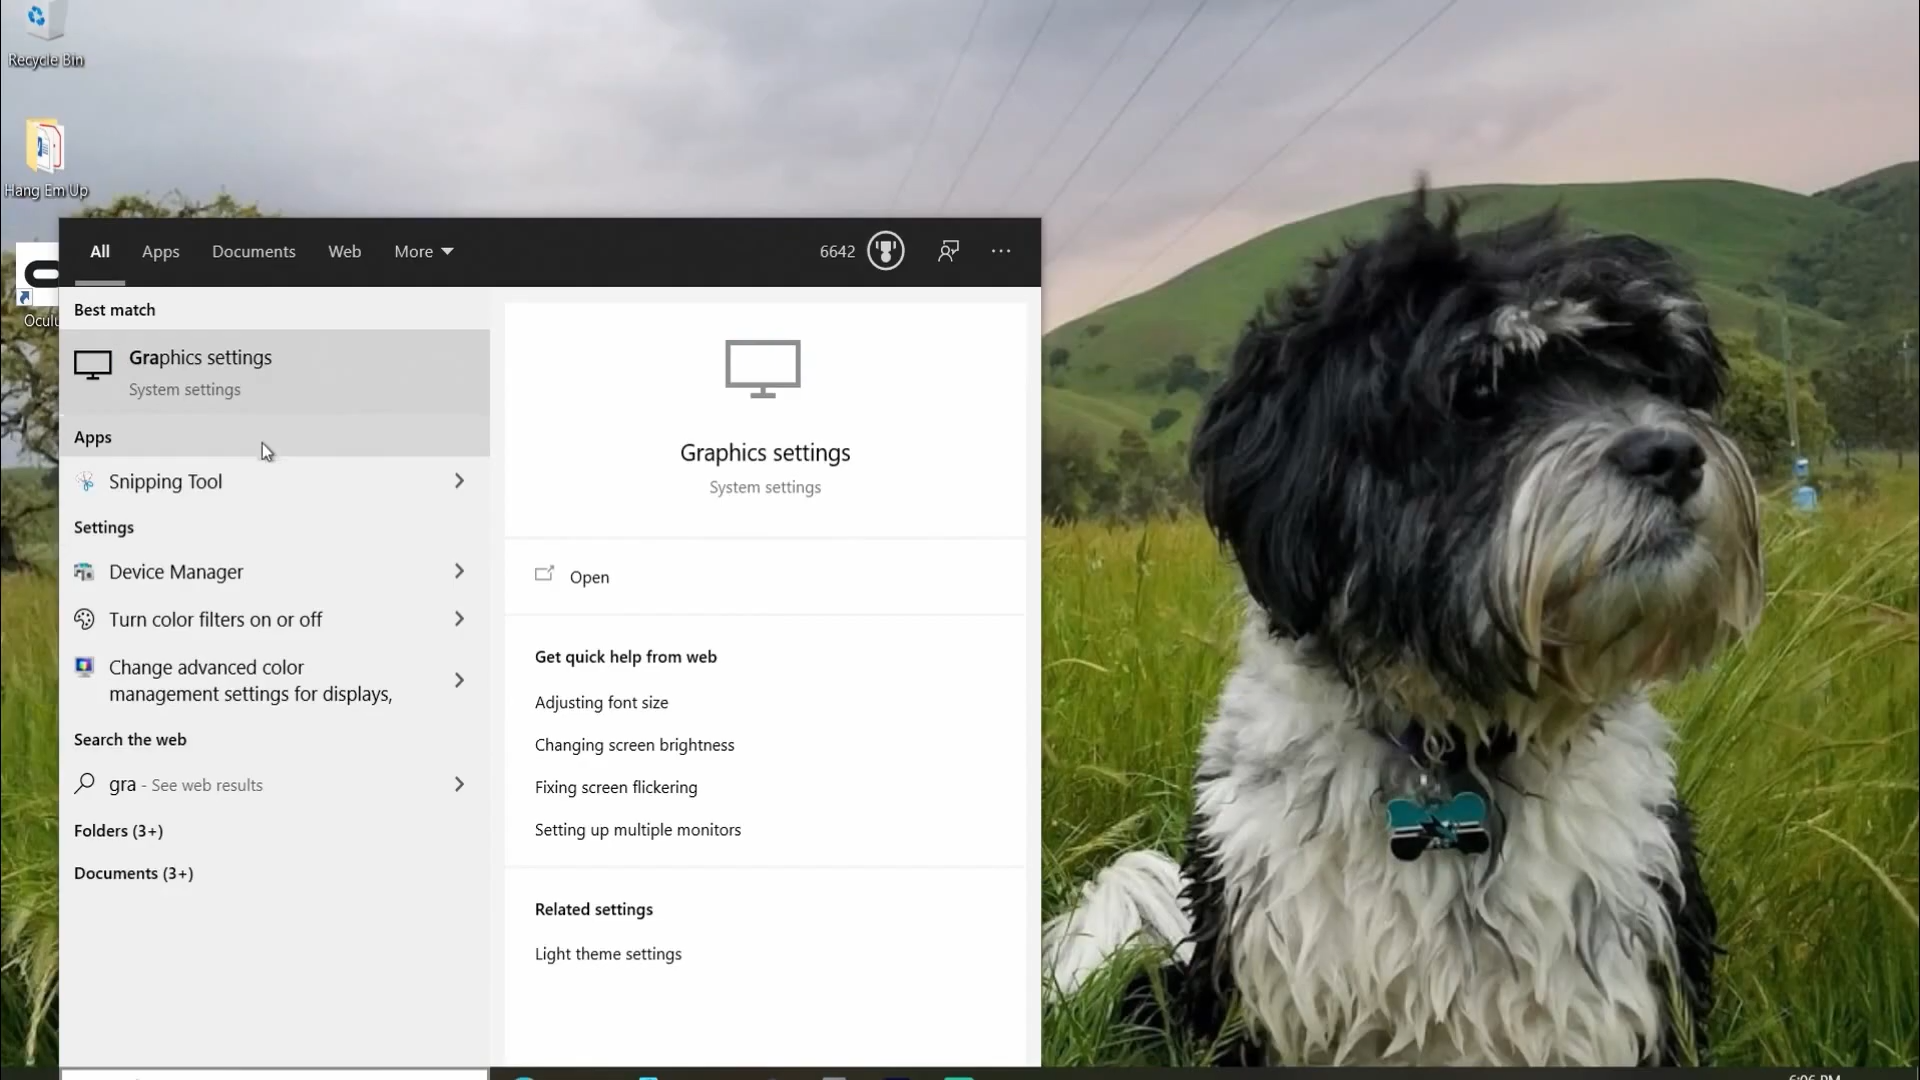 Recycle Bin
Hang Em Up
All Apps Documents Web More 6642
Best match
Graphics settings
System settings
Apps
Snipping Tool
Settings
Device Manager
Turn color filters on or off
Change advanced color
management settings for displays,
Search the web
gra - See web results
Folders (3+)
Documents (3+)
Graphics settings
System settings
Open
Get quick help from web
Adjusting font size
Changing screen brightness
Fixing screen flickering
Setting up multiple monitors
Related settings
Light theme settings
6:06 PM